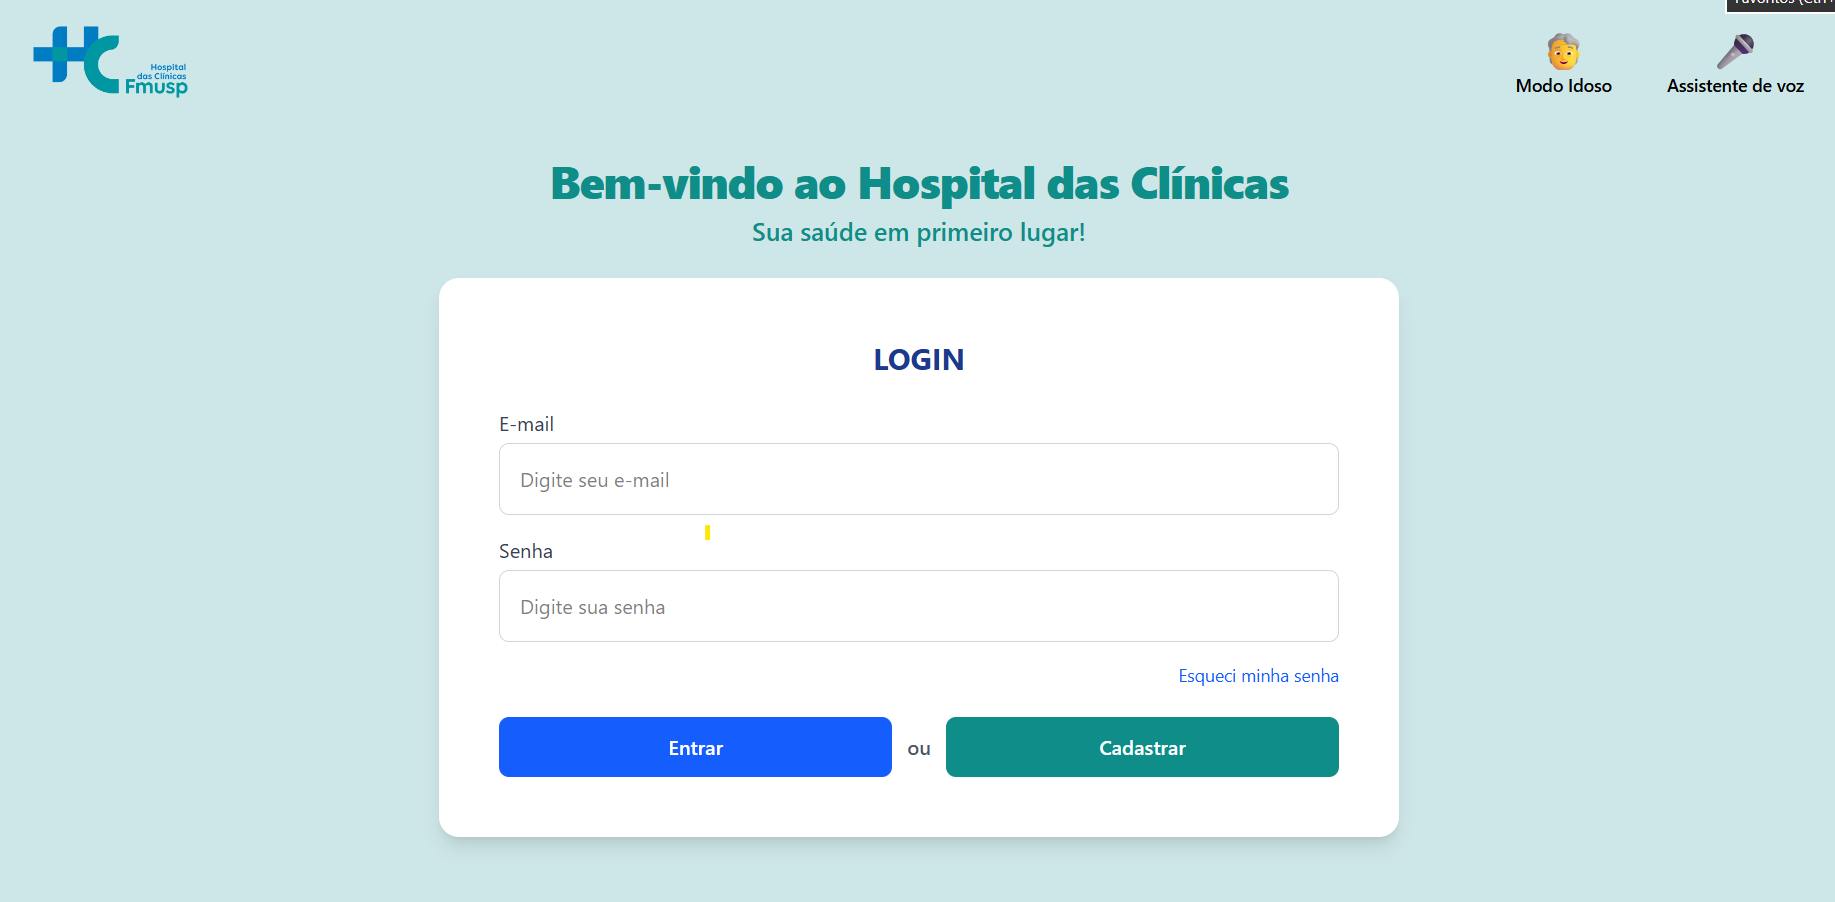 Hospital
das Clínicas
Fmusp
Modo Idoso
Assistente de voz
Bem-vindo ao Hospital das Clínicas
Sua saúde em primeiro lugar!
LOGIN
E-mail
Digite seu e-mail
Senha
Digite sua senha
Esqueci minha senha
Entrar
ou
Cadastrar